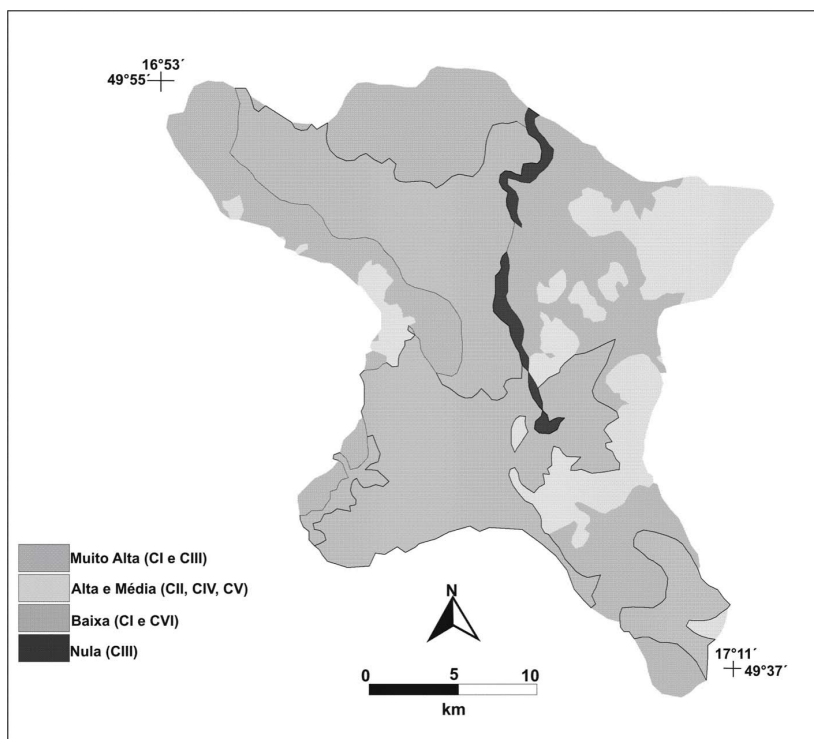 16°53´
49°55´
Muito Alta (CI e CIII)
Alta e Média (CII, CIV, CV)
Baixa (CI e CVI)
Nula (CIII)
N
0 5 10
km
17°11´
49°37´